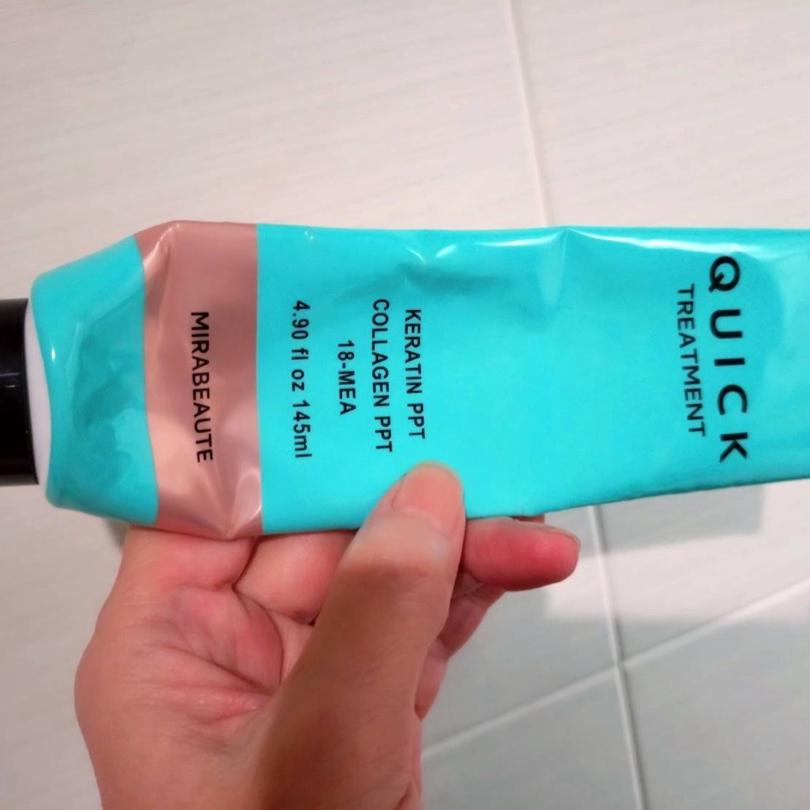 QUICK
TREATMENT
KERATIN PPT
COLLAGEN PPT
18-MEA
4.90 fl oz 145ml
MIRABEAUTE